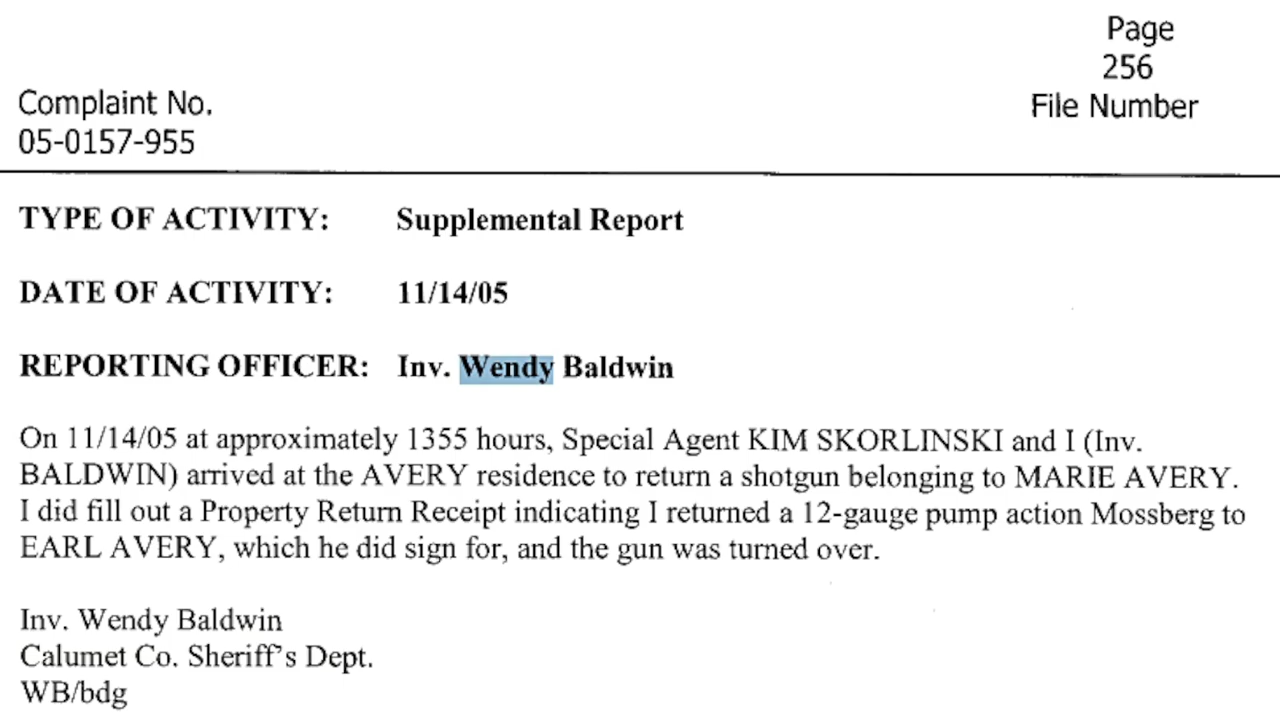 Page
256
Complaint No.
File Number
05-0157-955
TYPE OF ACTIVITY: Supplemental Report
DATE OF ACTIVITY: 11/14/05
REPORTING OFFICER: Inv. Wendy Baldwin
On 11/14/05 at approximately 1355 hours, Special Agent KIM SKORLINSKI and I (Inv.
BALDWIN) arrived at the AVERY residence to return a shotgun belonging to MARIE AVERY.
I did fill out a Property Return Receipt indicating I returned a 12-gauge pump action Mossberg to
EARL AVERY, which he did sign for, and the gun was turned over.
Inv. Wendy Baldwin
Calumet Co. Sheriff's Dept.
WB/bdg